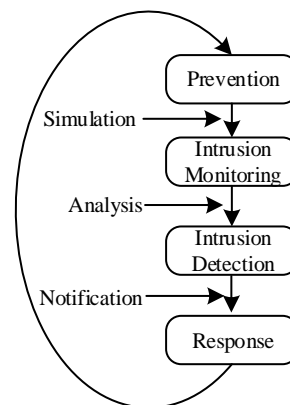 Prevention
Simulation
Intrusion
Monitoring
Analysis
Intrusion
Detection
Notification
Response